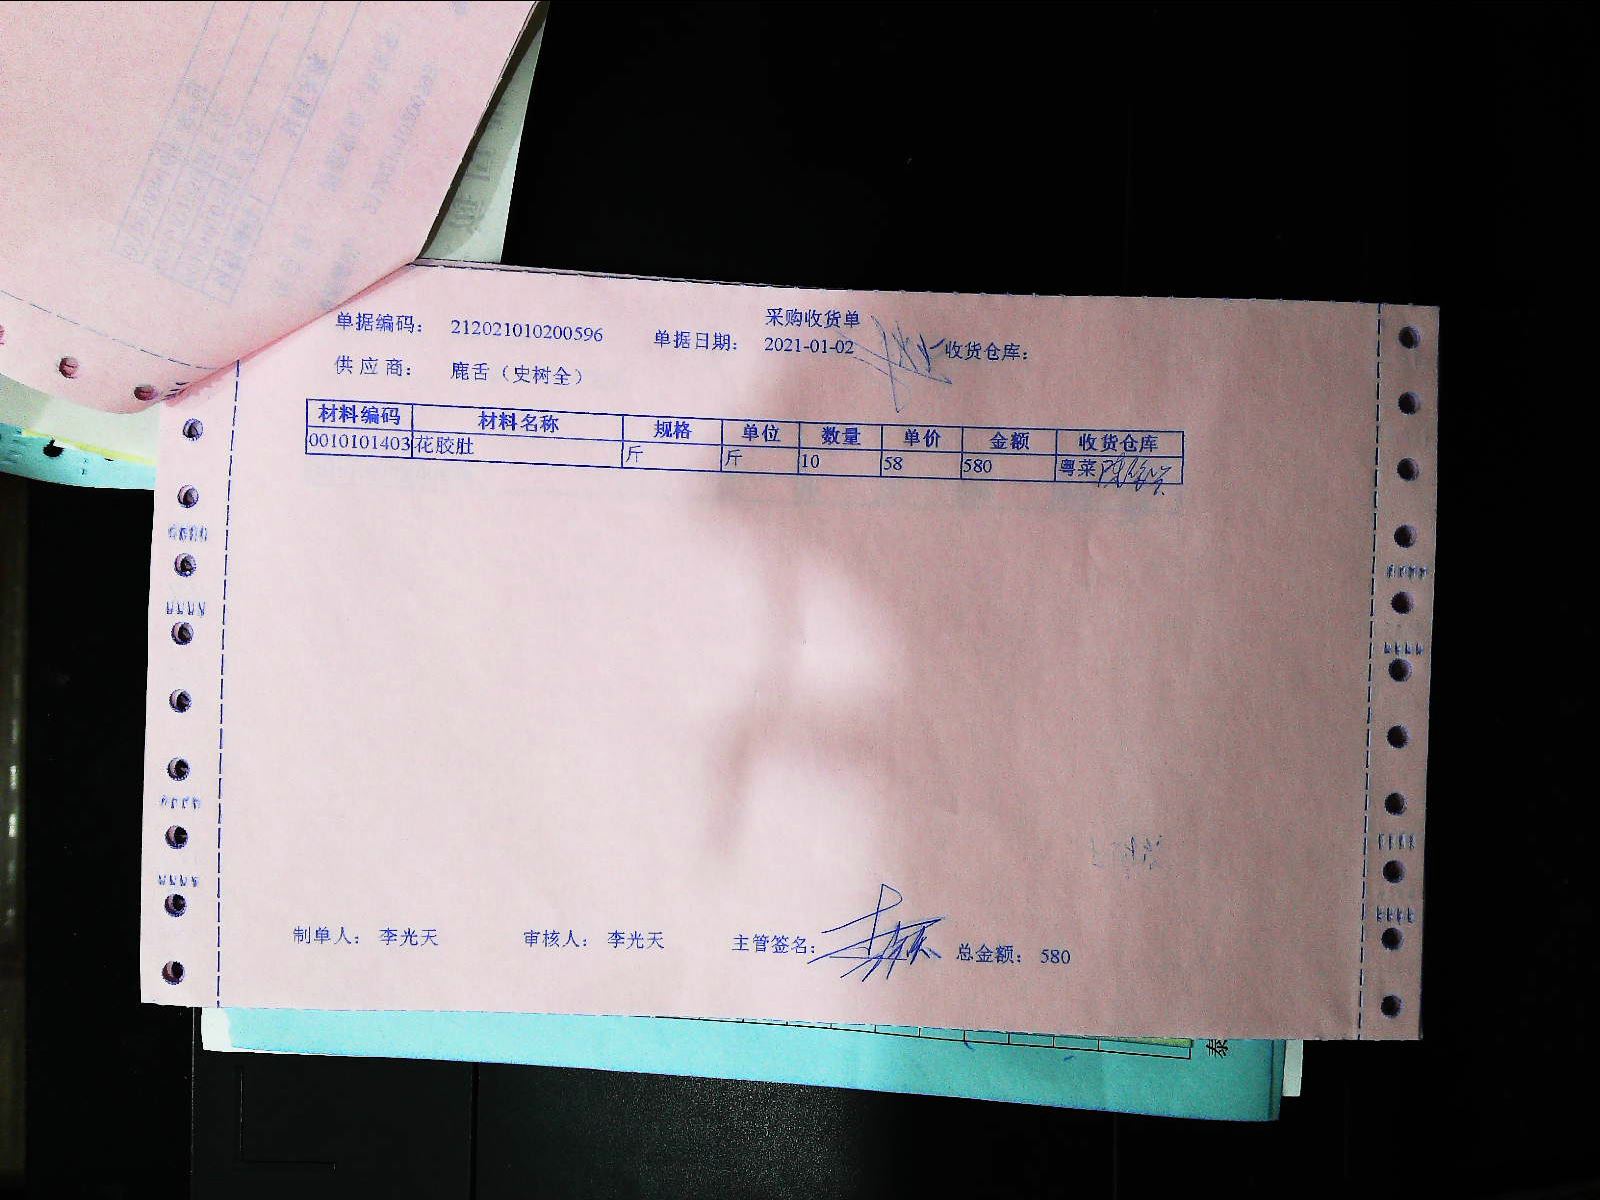 采购收货单
单据编码： 212021010200596 单据日期： 2021-01-02 收货仓库：
供 应 商： 鹿舌（史树全）
材料编码 材料名称 规格 单位 数量 单价 金额 收货仓库
0010101403 花胶肚 斤 斤 10 58 580 粤菜
制单人： 李光天 审核人： 李光天 主管签名： 总金额： 580
泰